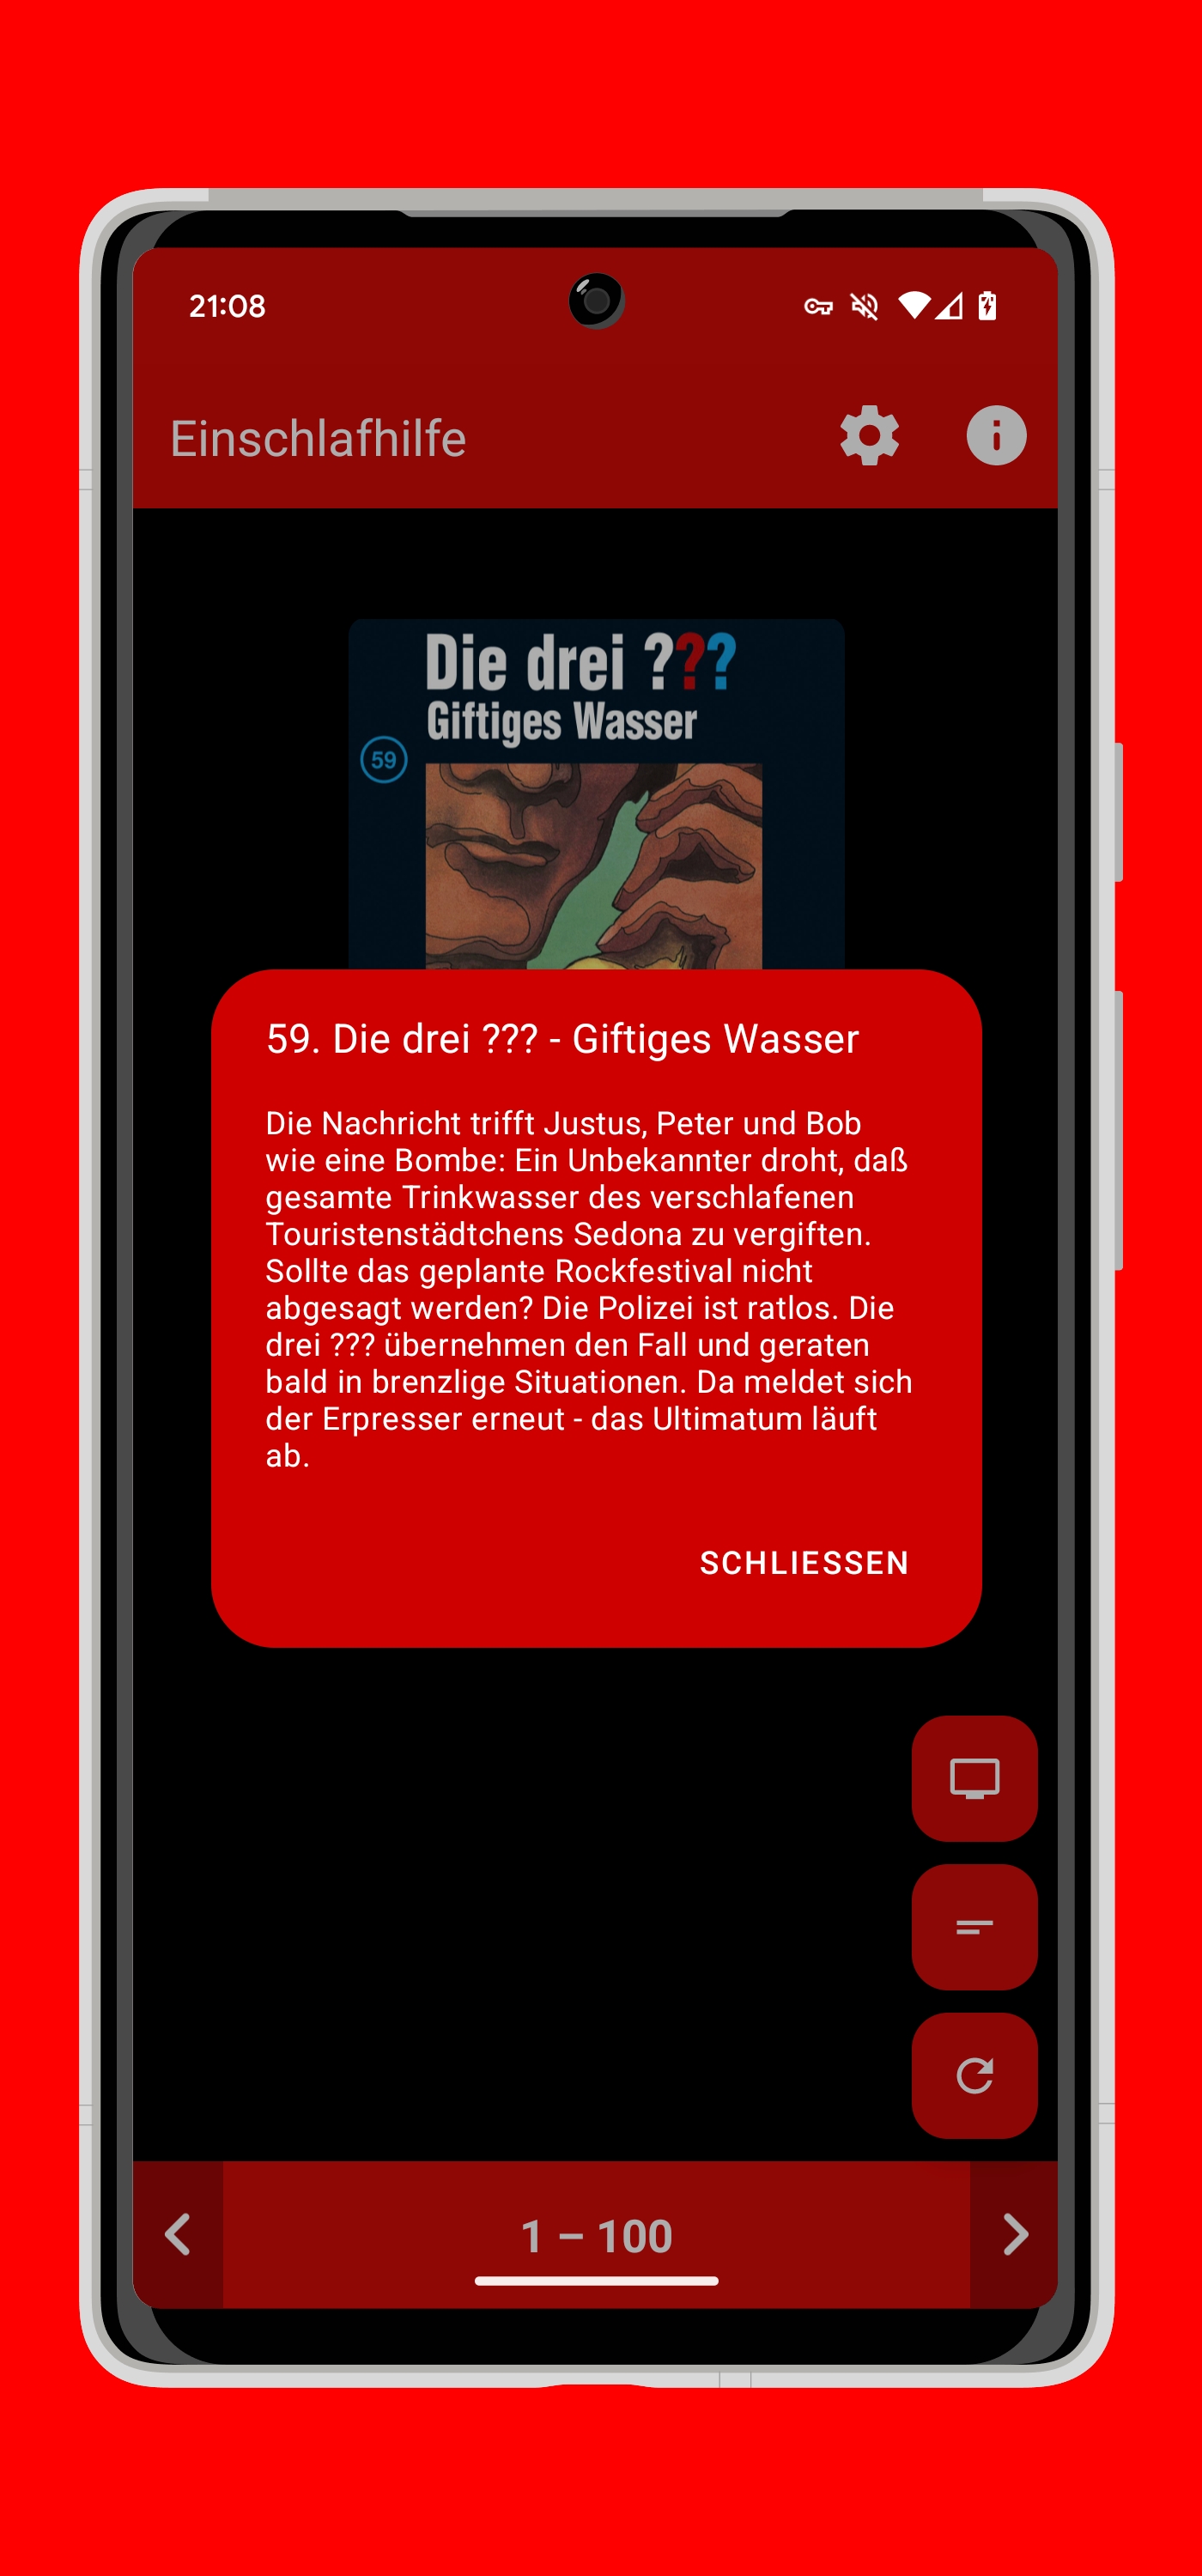 21:08
Einschlafhilfe
Die drei ???
Giftiges Wasser
59
59. Die drei ??? - Giftiges Wasser
Die Nachricht trifft Justus, Peter und Bob
wie eine Bombe: Ein Unbekannter droht, daß
gesamte Trinkwasser des verschlafenen
Touristenstädtchens Sedona zu vergiften.
Sollte das geplante Rockfestival nicht
abgesagt werden? Die Polizei ist ratlos. Die
drei ??? übernehmen den Fall und geraten
bald in brenzlige Situationen. Da meldet sich
der Erpresser erneut - das Ultimatum läuft
ab.
SCHLIESSEN
1 – 100